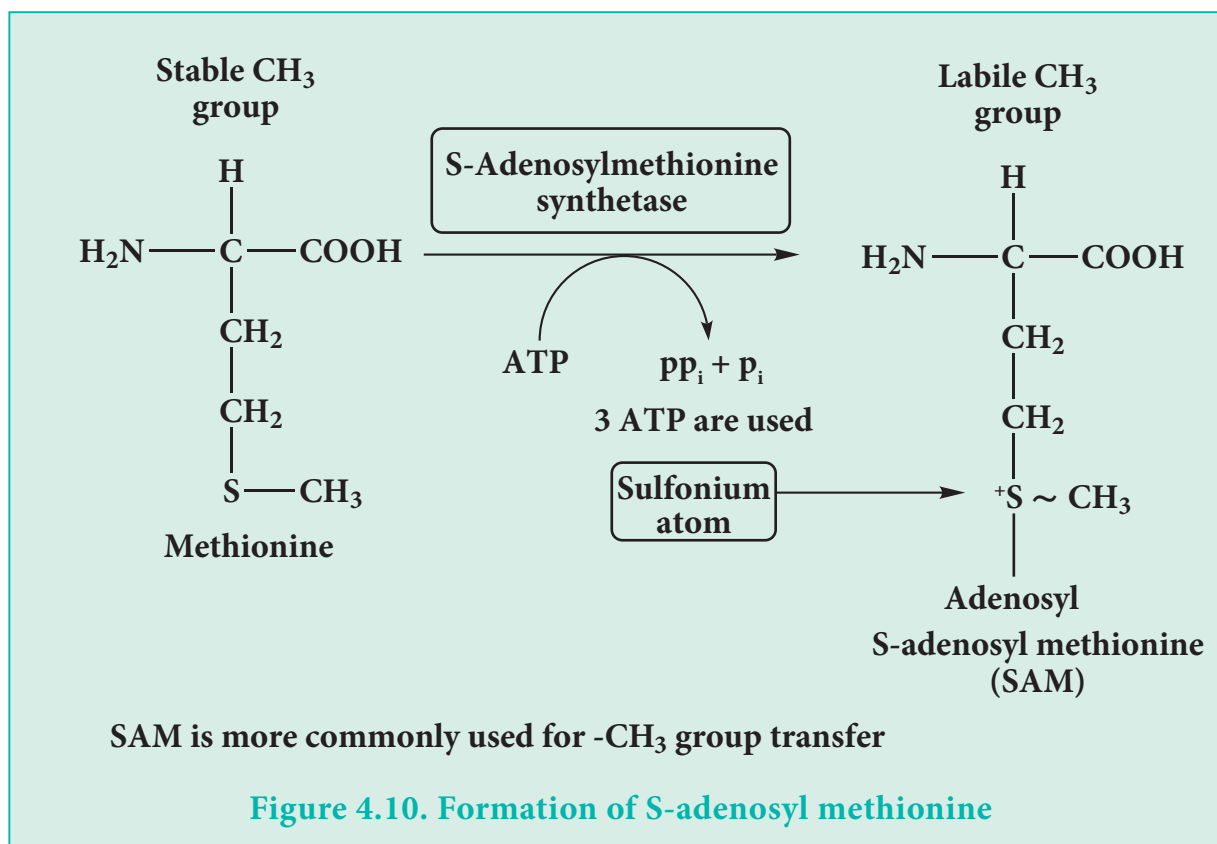 Stable CH₃
group
Labile CH₃
group
S-Adenosylmethionine
synthetase
H
H₂N C COOH
CH₂
CH₂
S CH₃
Methionine
ATP
ppᵢ + pᵢ
3 ATP are used
Sulfonium
atom
H
H₂N C COOH
CH₂
CH₂
⁺S ~ CH₃
Adenosyl
S-adenosyl methionine
(SAM)
SAM is more commonly used for -CH₃ group transfer
Figure 4.10. Formation of S-adenosyl methionine